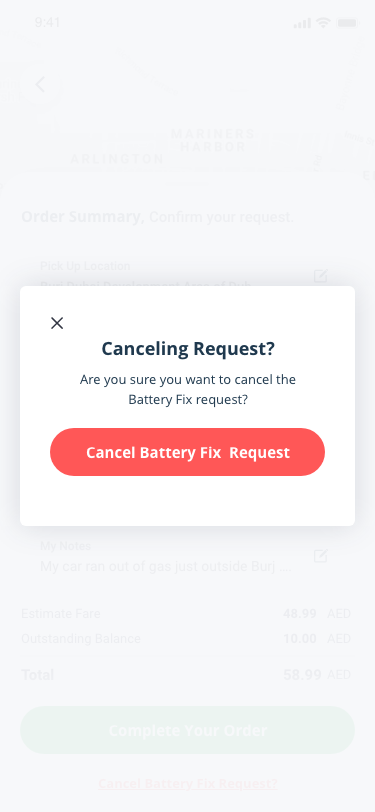 9:41
MARINERS
HARBOR
ARLINGTON
Order Summary, Confirm your request.
Pick Up Location
Canceling Request?
Are you sure you want to cancel the
Battery Fix request?
Cancel Battery Fix  Request
My Notes
My car ran out of gas just outside Burj ...
Estimate Fare 48.99 AED
Outstanding Balance 10.00 AED
Total 58.99 AED
Complete Your Order
Cancel Battary Fix Request?